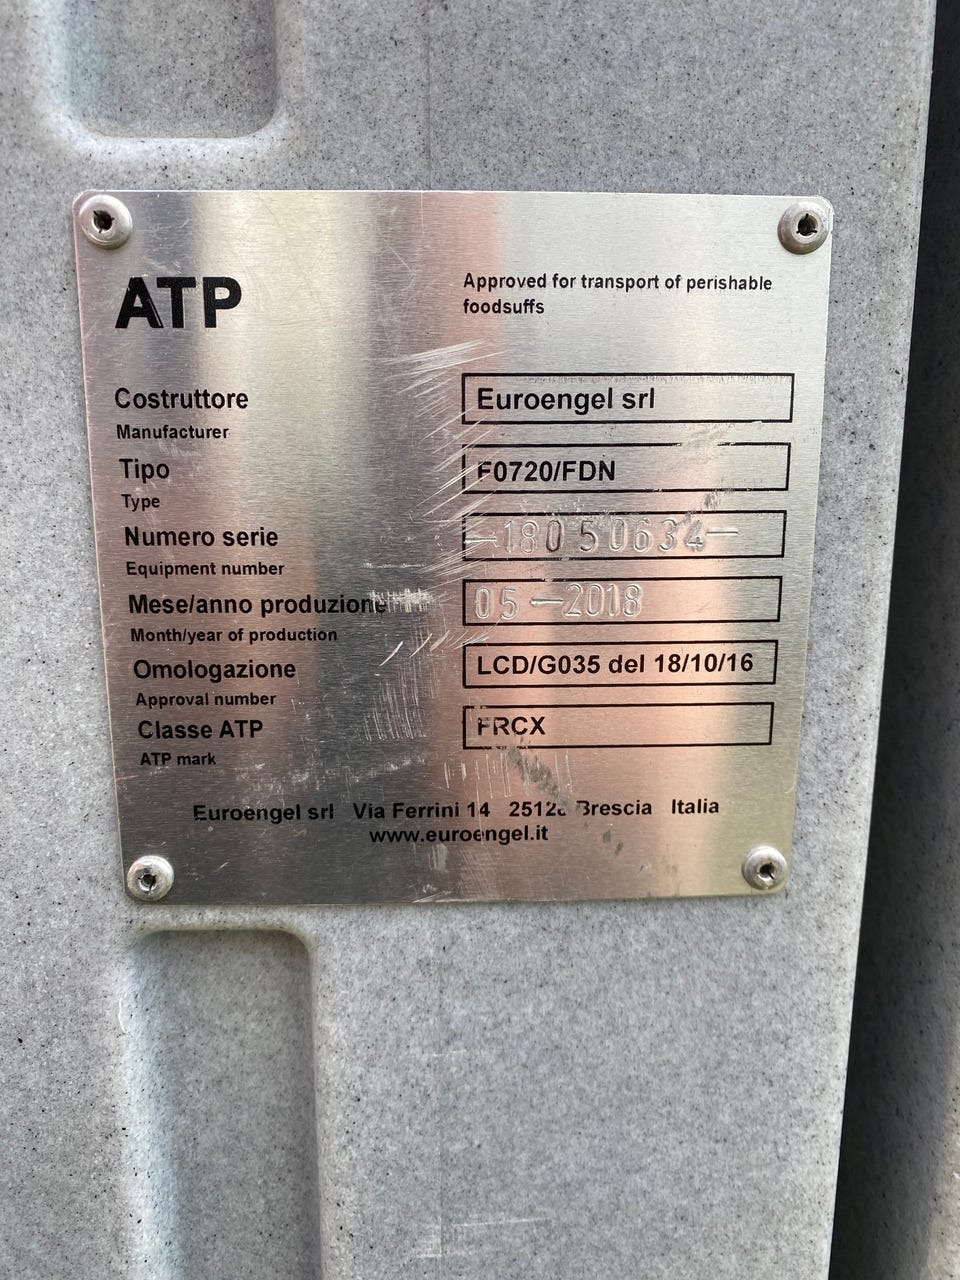 ATP
Approved for transport of perishable
foodsuffs
Costruttore
Manufacturer
Euroengel srl
Tipo
Type
F0720/FDN
Numero serie
Equipment number
-18050634-
Mese/anno produzione
Month/year of production
05-2018
Omologazione
Approval number
LCD/G035 del 18/10/16
Classe ATP
ATP mark
FRCX
Euroengel srl Via Ferrini 14 Brescia Italia
www.euroengel.it